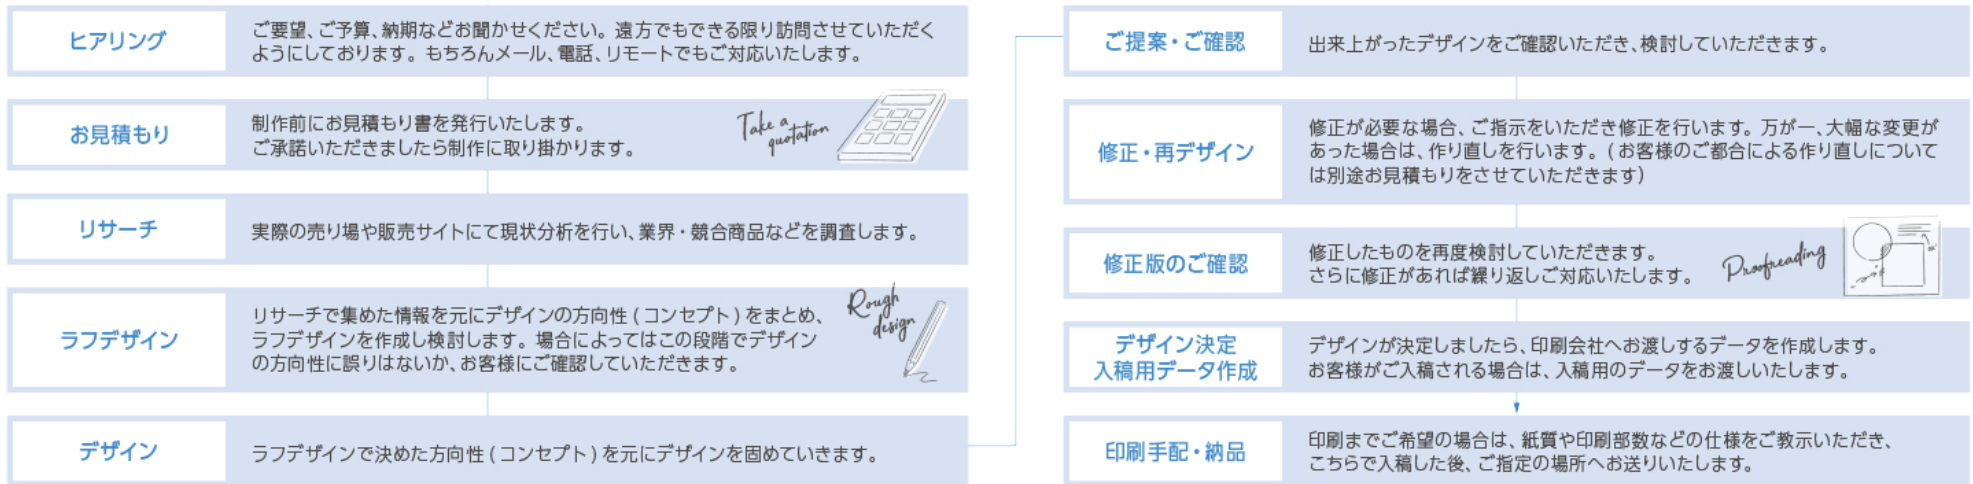 ヒアリング
ご要望、ご予算、納期などお聞かせください。遠方でもできる限り訪問させていただく
ようにしております。もちろんメール、電話、リモートでもご対応いたします。
お見積もり
制作前にお見積もり書を発行いたします。
ご承諾いただきましたら制作に取り掛かります。
Take a
quotation
リサーチ
実際の売り場や販売サイトにて現状分析を行い、業界・競合商品などを調査します。
ラフデザイン
リサーチで集めた情報を元にデザインの方向性(コンセプト)をまとめ、
ラフデザインを作成し検討します。場合によってはこの段階でデザイン
の方向性に誤りはないか、お客様にご確認していただきます。
Rough
design
デザイン
ラフデザインで決めた方向性(コンセプト)を元にデザインを固めていきます。
ご提案・ご確認
出来上がったデザインをご確認いただき、検討していただきます。
修正・再デザイン
修正が必要な場合、ご指示をいただき修正を行います。万が一、大幅な変更が
あった場合は、作り直しを行います。(お客様のご都合による作り直しについて
は別途お見積もりをさせていただきます)
修正版のご確認
修正したものを再度検討していただきます。
さらに修正があれば繰り返しご対応いたします。
Proofreading
デザイン決定
入稿用データ作成
デザインが決定しましたら、印刷会社へお渡しするデータを作成します。
お客様がご入稿される場合は、入稿用のデータをお渡しいたします。
印刷手配・納品
印刷までご希望の場合は、紙質や印刷部数などの仕様をご教示いただき、
こちらで入稿した後、ご指定の場所へお送りいたします。